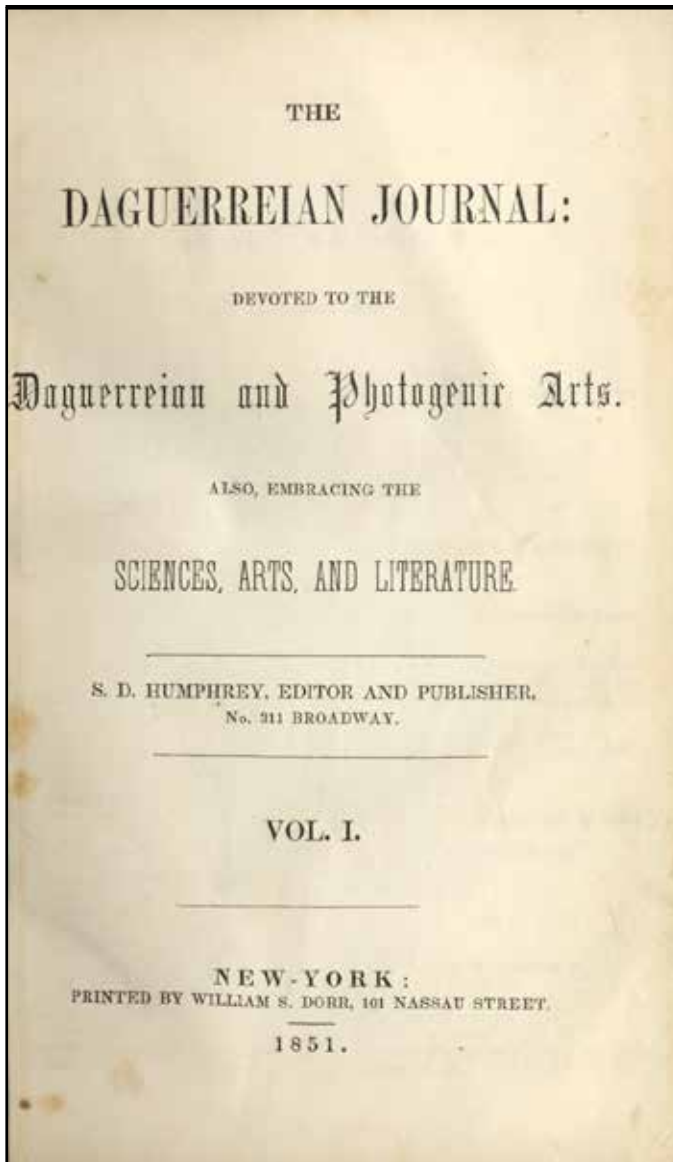 THE
DAGUERREIAN JOURNAL:
DEVOTED TO THE
Daguerreian and Photogenic Arts.
ALSO, EMBRACING THE
SCIENCES, ARTS, AND LITERATURE.
S. D. HUMPHREY, EDITOR AND PUBLISHER,
No. 311 BROADWAY.
VOL. I.
NEW-YORK:
PRINTED BY WILLIAM S. DORR, 101 NASSAU STREET.
1851.